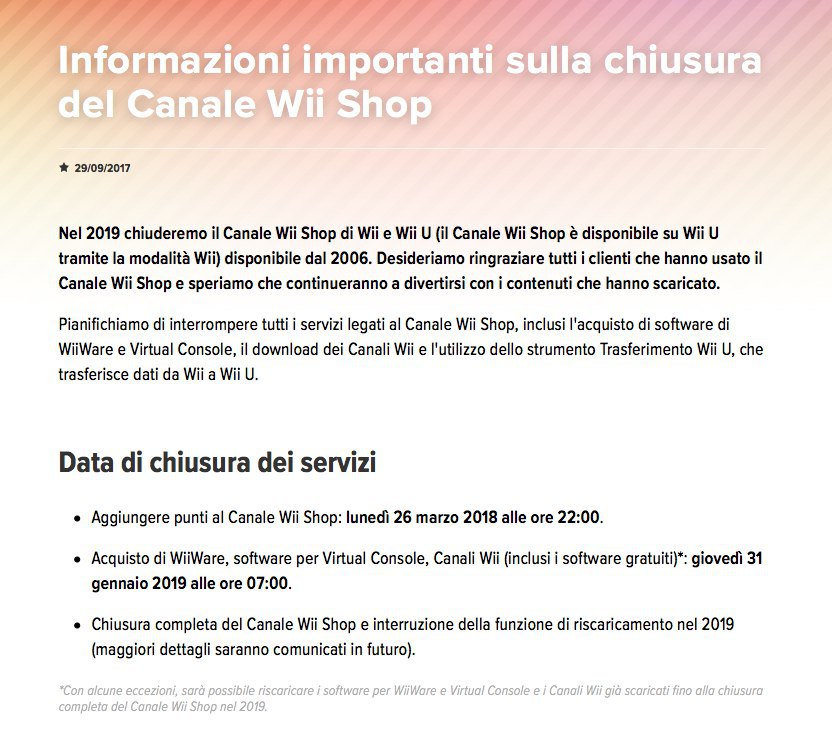 Informazioni importanti sulla chiusura
del Canale Wii Shop
★ 29/09/2017
Nel 2019 chiuderemo il Canale Wii Shop di Wii e Wii U (il Canale Wii Shop è disponibile su Wii U
tramite la modalità Wii) disponibile dal 2006. Desideriamo ringraziare tutti i clienti che hanno usato il
Canale Wii Shop e speriamo che continueranno a divertirsi con i contenuti che hanno scaricato.
Pianifichiamo di interrompere tutti i servizi legati al Canale Wii Shop, inclusi l'acquisto di software di
WiiWare e Virtual Console, il download dei Canali Wii e l'utilizzo dello strumento Trasferimento Wii U, che
trasferisce dati da Wii a Wii U.
Data di chiusura dei servizi
• Aggiungere punti al Canale Wii Shop: lunedì 26 marzo 2018 alle ore 22:00.
• Acquisto di WiiWare, software per Virtual Console, Canali Wii (inclusi i software gratuiti)*: giovedì 31
gennaio 2019 alle ore 07:00.
• Chiusura completa del Canale Wii Shop e interruzione della funzione di riscaricamento nel 2019
(maggiori dettagli saranno comunicati in futuro).
*Con alcune eccezioni, sarà possibile riscaricare i software per WiiWare e Virtual Console e i Canali Wii già scaricati fino alla chiusura
completa del Canale Wii Shop nel 2019.